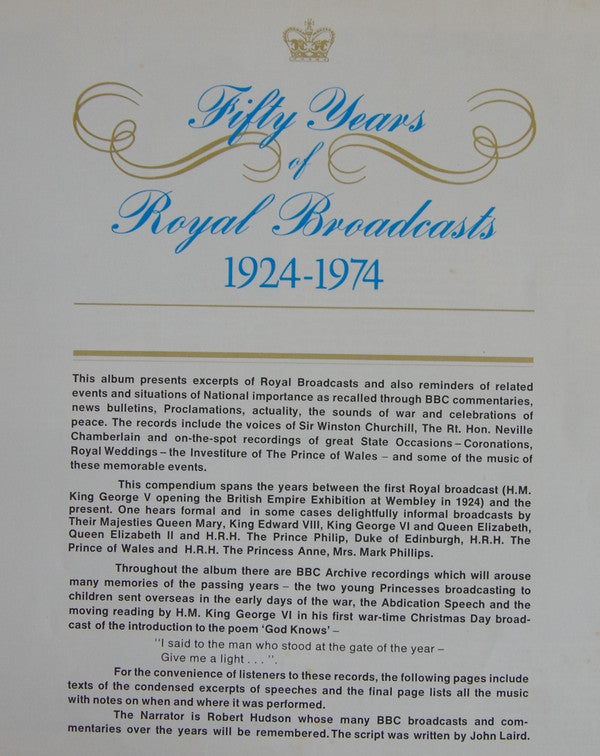 Fifty Years
of
Royal Broadcasts
1924-1974
This album presents excerpts of Royal Broadcasts and also reminders of related
events and situations of National importance as recalled through BBC commentaries,
news bulletins, Proclamations, actuality, the sounds of war and celebrations of
peace. The records include the voices of Sir Winston Churchill, The Rt. Hon. Neville
Chamberlain and on-the-spot recordings of great State Occasions – Coronations,
Royal Weddings – the Investiture of The Prince of Wales – and some of the music of
these memorable events.
This compendium spans the years between the first Royal broadcast (H.M.
King George V opening the British Empire Exhibition at Wembley in 1924) and the
present. One hears formal and in some cases delightfully informal broadcasts by
Their Majesties Queen Mary, King Edward VIII, King George VI and Queen Elizabeth,
Queen Elizabeth II and H.R.H. The Prince Philip, Duke of Edinburgh, H.R.H. The
Prince of Wales and H.R.H. The Princess Anne, Mrs. Mark Phillips.
Throughout the album there are BBC Archive recordings which will arouse
many memories of the passing years – the two young Princesses broadcasting to
children sent overseas in the early days of the war, the Abdication Speech and the
moving reading by H.M. King George VI in his first war-time Christmas Day broad-
cast of the introduction to the poem ‘God Knows’ –
"I said to the man who stood at the gate of the year –
Give me a light . . . ".
For the convenience of listeners to these records, the following pages include
texts of the condensed excerpts of speeches and the final page lists all the music
with notes on when and where it was performed.
The Narrator is Robert Hudson whose many BBC broadcasts and com-
mentaries over the years will be remembered. The script was written by John Laird.